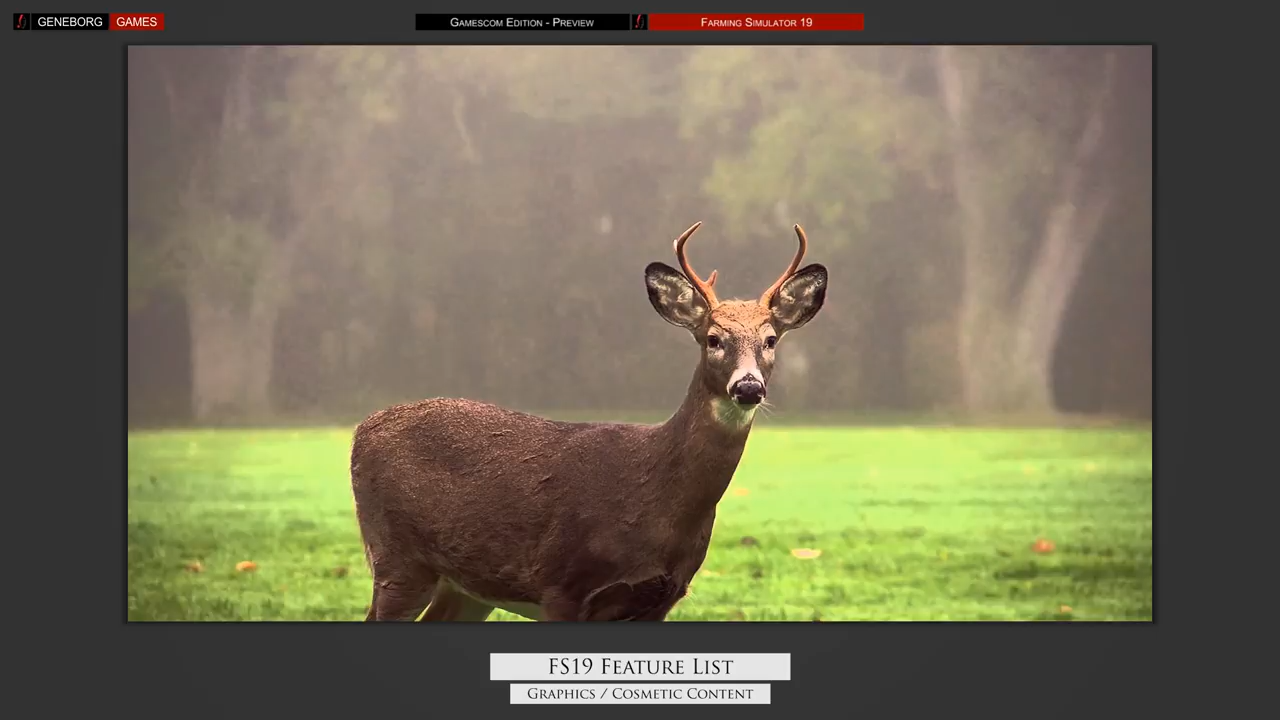 GENEBORG GAMES
Gamescom Edition - Preview
Farming Simulator 19
FS19 Feature List
Graphics / Cosmetic Content